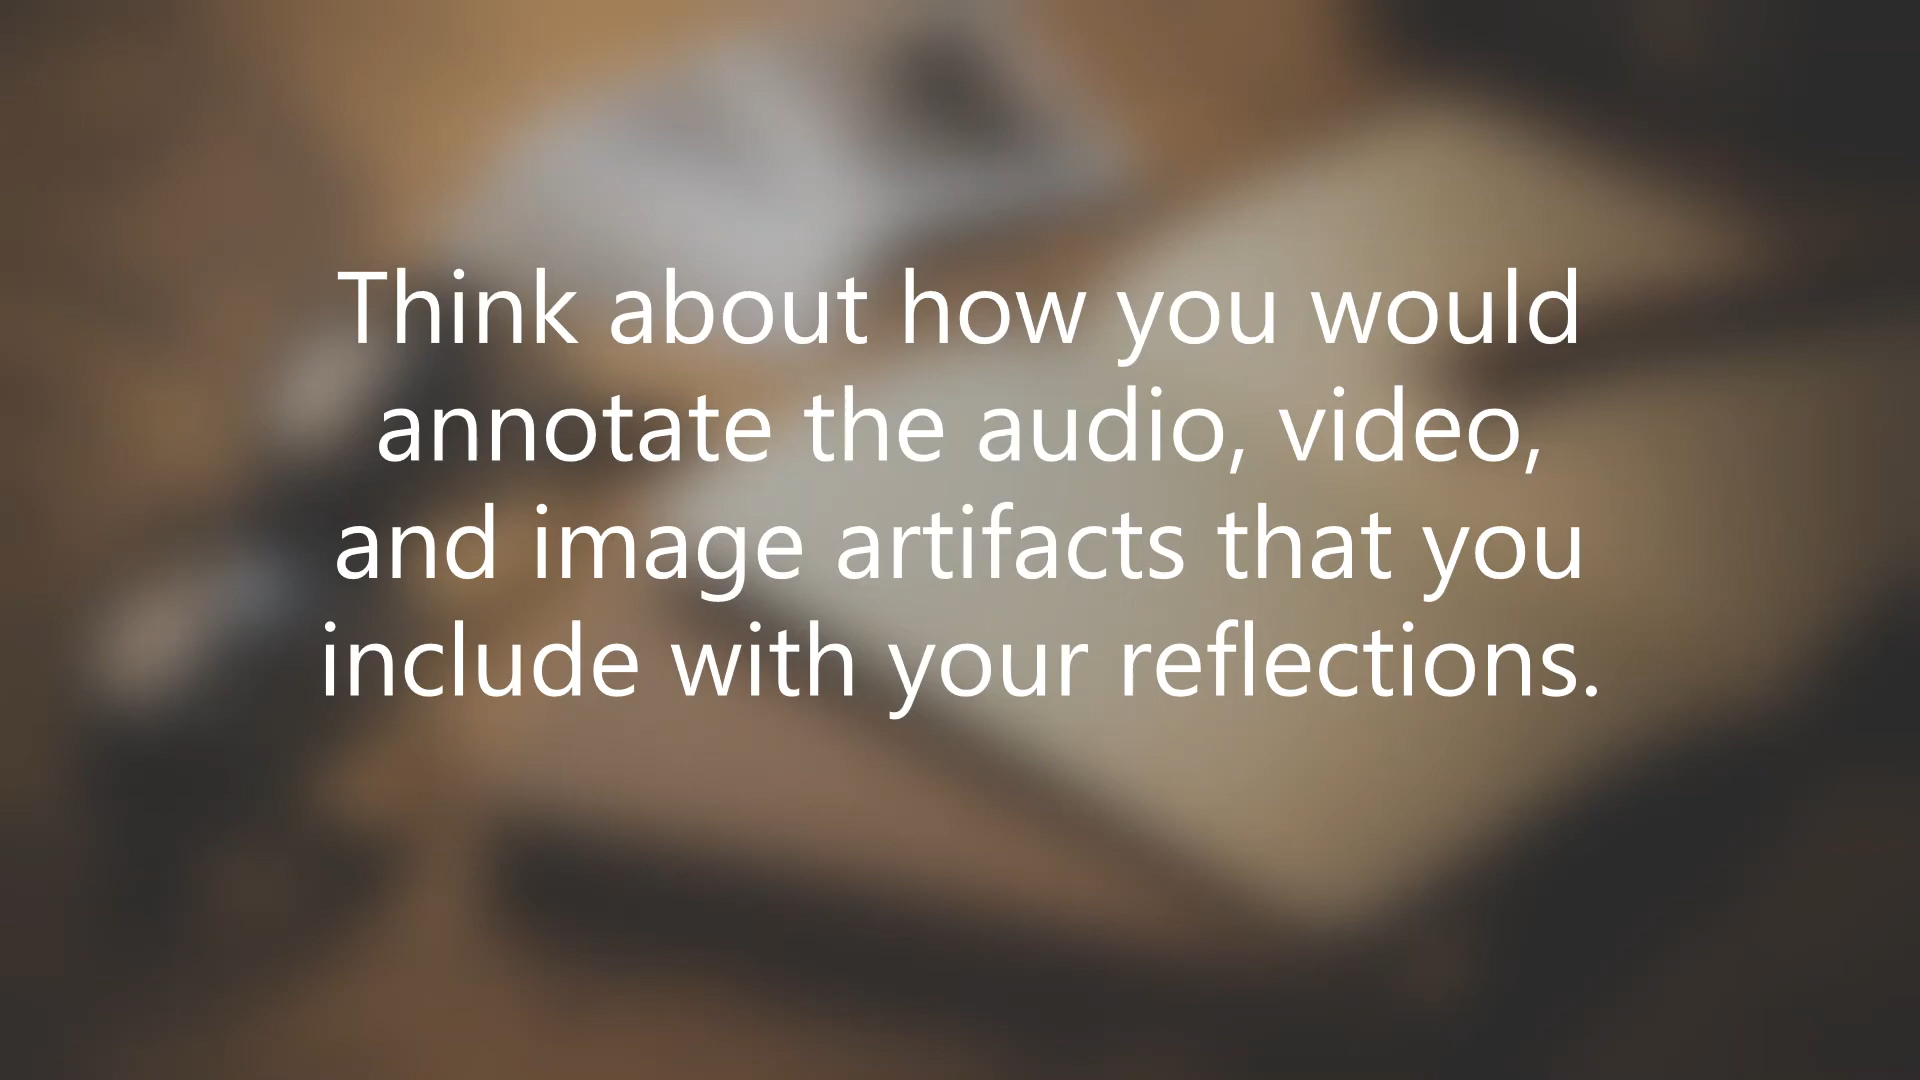 Think about how you would
annotate the audio, video,
and image artifacts that you
include with your reflections.